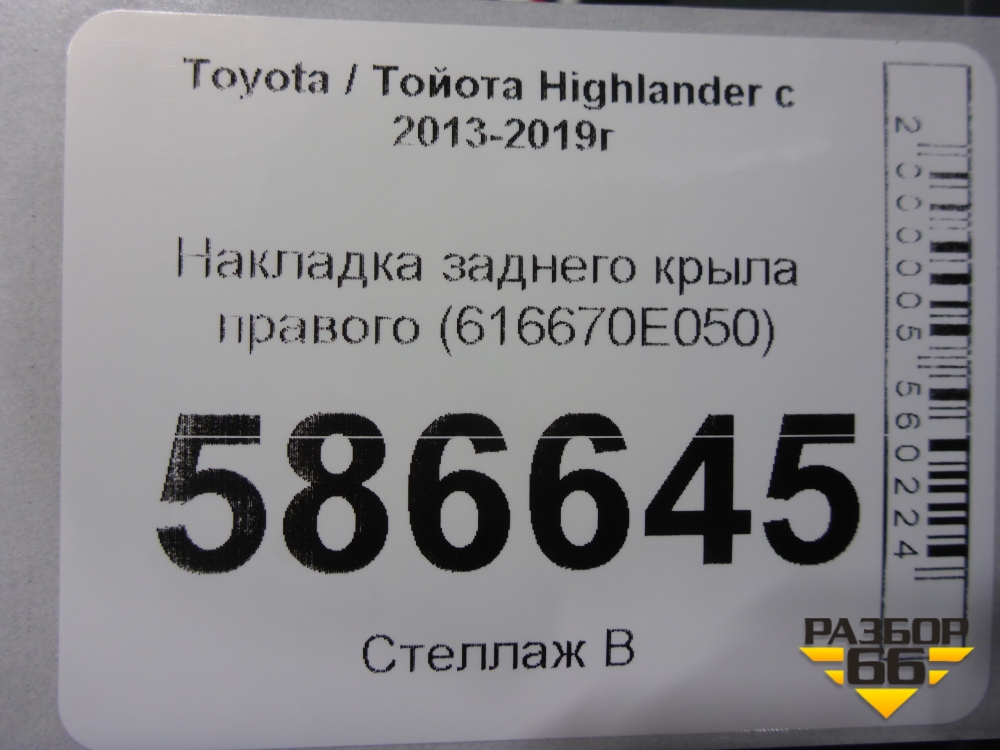 Toyota / Тойота Highlander с
2013-2019г
Накладка заднего крыла
правого (616670E050)
586645
Стеллаж В
2000005560224
РАЗБОР
66